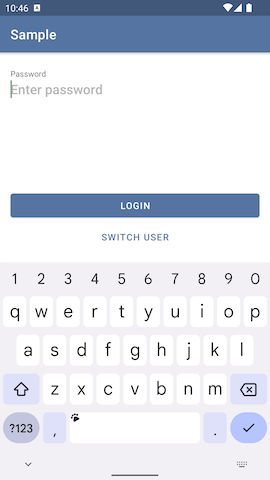 10:46 A
Sample
Password
Enter password
LOGIN
SWITCH USER
1 2 3 4 5 6 7 8 9 0
q w e r t y u i o p
a s d f g h j k l
z x c v b n m
?123 , .